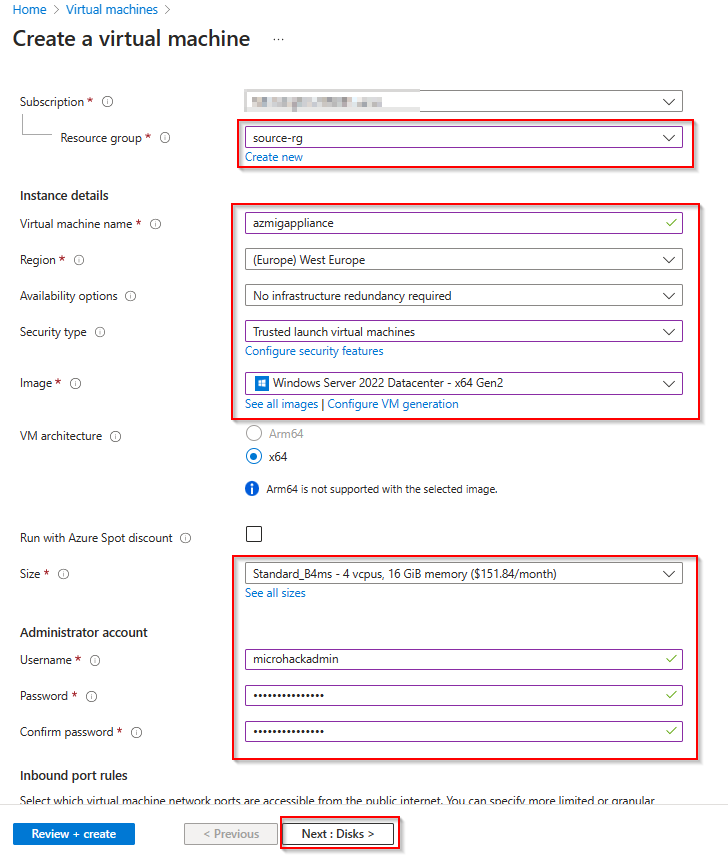 Home > Virtual machines >
Create a virtual machine ...
Subscription *
Resource group * source-rg
Create new
Instance details
Virtual machine name * azmigappliance
Region * (Europe) West Europe
Availability options No infrastructure redundancy required
Security type Trusted launch virtual machines
Configure security features
Image * Windows Server 2022 Datacenter - x64 Gen2
See all images | Configure VM generation
VM architecture Arm64
x64
Arm64 is not supported with the selected image.
Run with Azure Spot discount
Size * Standard_B4ms - 4 vcpus, 16 GiB memory ($151.84/month)
See all sizes
Administrator account
Username * microhackadmin
Password * •••••••••••••••
Confirm password * •••••••••••••••
Inbound port rules
Select which virtual machine network ports are accessible from the public internet. You can specify more limited or granular
Review + create < Previous Next : Disks >